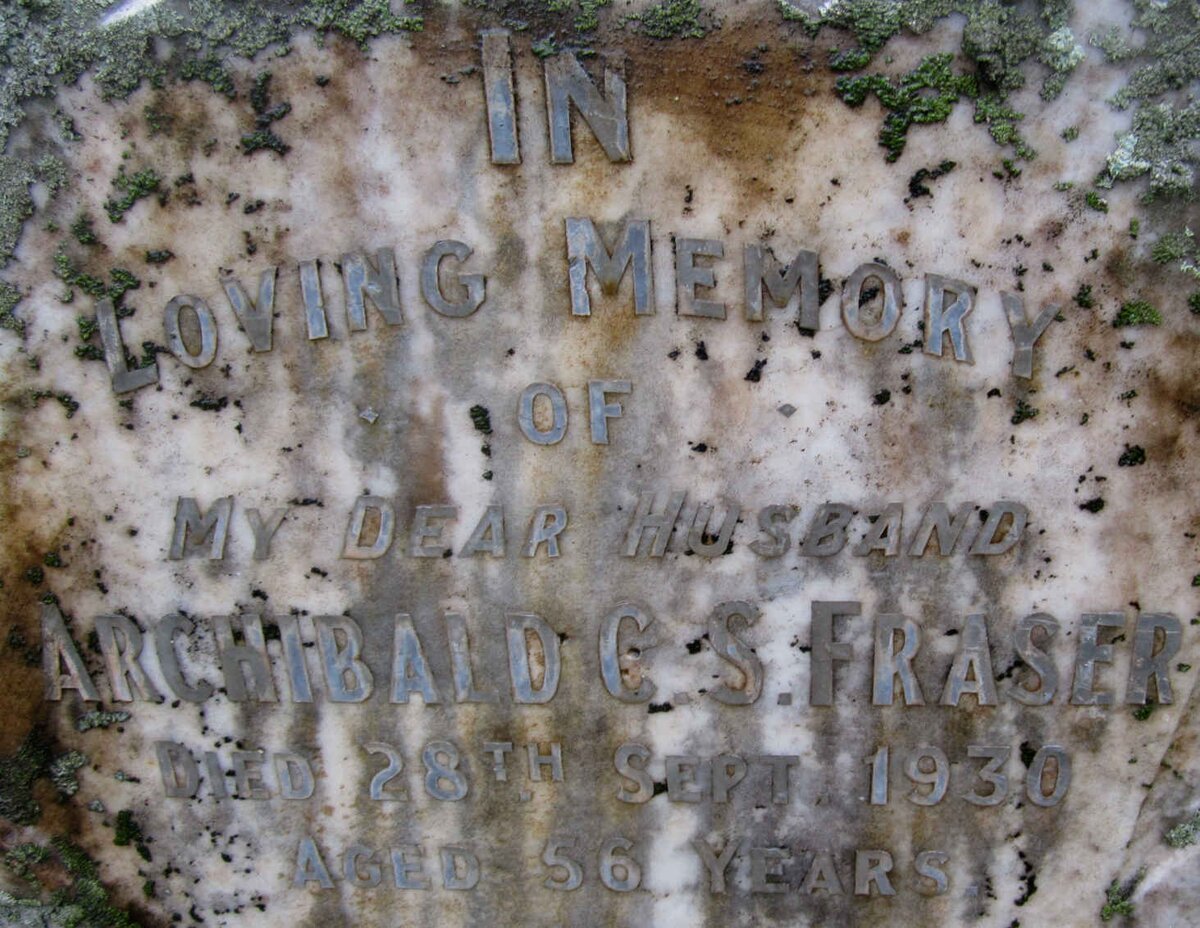 IN
LOVING MEMORY
OF
MY DEAR HUSBAND
ARCHIBALD C.S. FRASER
DIED 28TH. SEPT. 1930
AGED 56 YEARS.